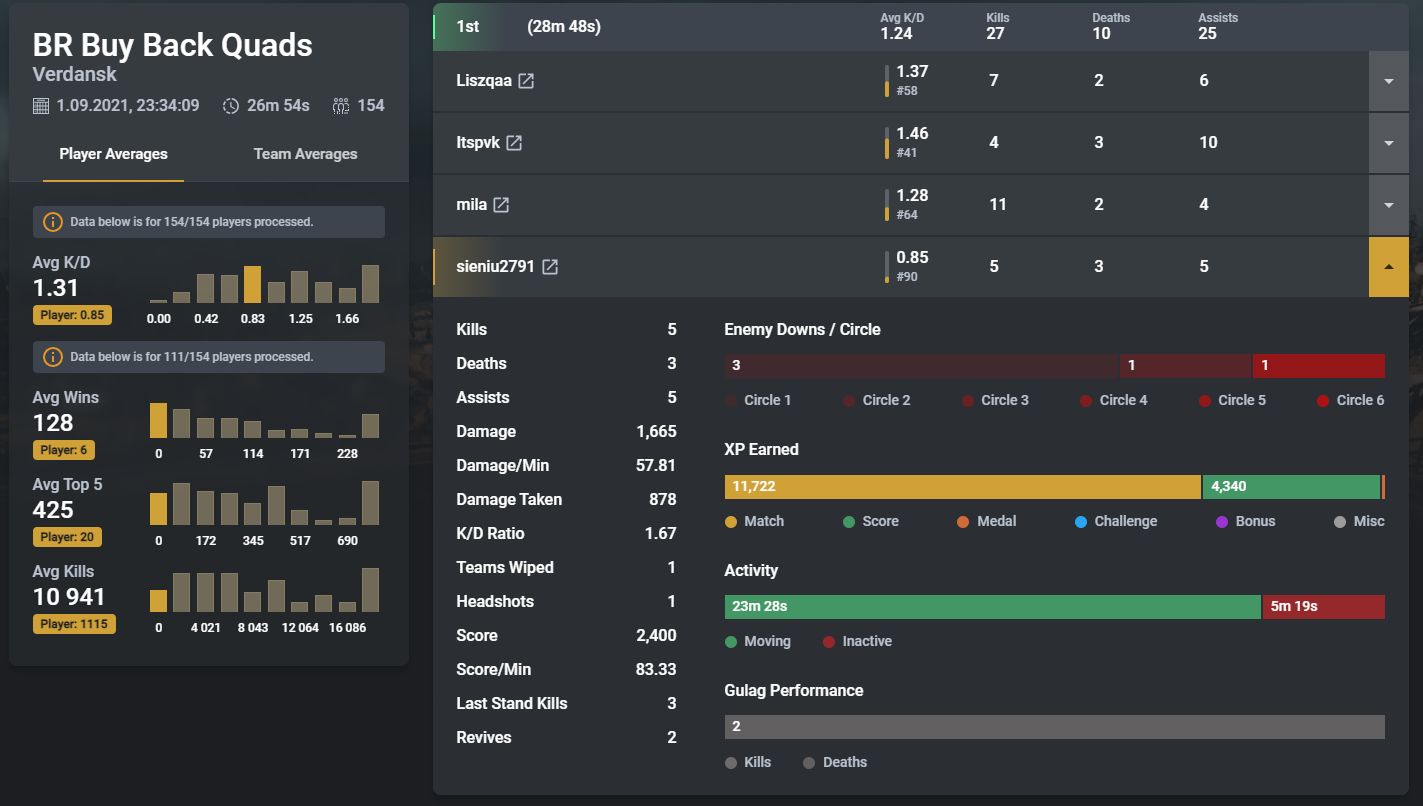 BR Buy Back Quads
Verdansk
1.09.2021, 23:34:09 26m 54s 154
Player Averages Team Averages
Data below is for 154/154 players processed.
Avg K/D
1.31
Player: 0.85
0.00 0.42 0.83 1.25 1.66
Data below is for 111/154 players processed.
Avg Wins
128
Player: 6
0 57 114 171 228
Avg Top 5
425
Player: 20
0 172 345 517 690
Avg Kills
10 941
Player: 1115
0 4 021 8 043 12 064 16 086
1st (28m 48s) Avg K/D Kills Deaths Assists
1.24 27 10 25
Liszqaa 1.37 7 2 6
#58
Itspvk 1.46 4 3 10
#41
mila 1.28 11 2 4
#64
sieniu2791 0.85 5 3 5
#90
Kills 5
Deaths 3
Assists 5
Damage 1,665
Damage/Min 57.81
Damage Taken 878
K/D Ratio 1.67
Teams Wiped 1
Headshots 1
Score 2,400
Score/Min 83.33
Last Stand Kills 3
Revives 2
Enemy Downs / Circle
3 1 1
Circle 1 Circle 2 Circle 3 Circle 4 Circle 5 Circle 6
XP Earned
11,722 4,340
Match Score Medal Challenge Bonus Misc
Activity
23m 28s 5m 19s
Moving Inactive
Gulag Performance
2
Kills Deaths